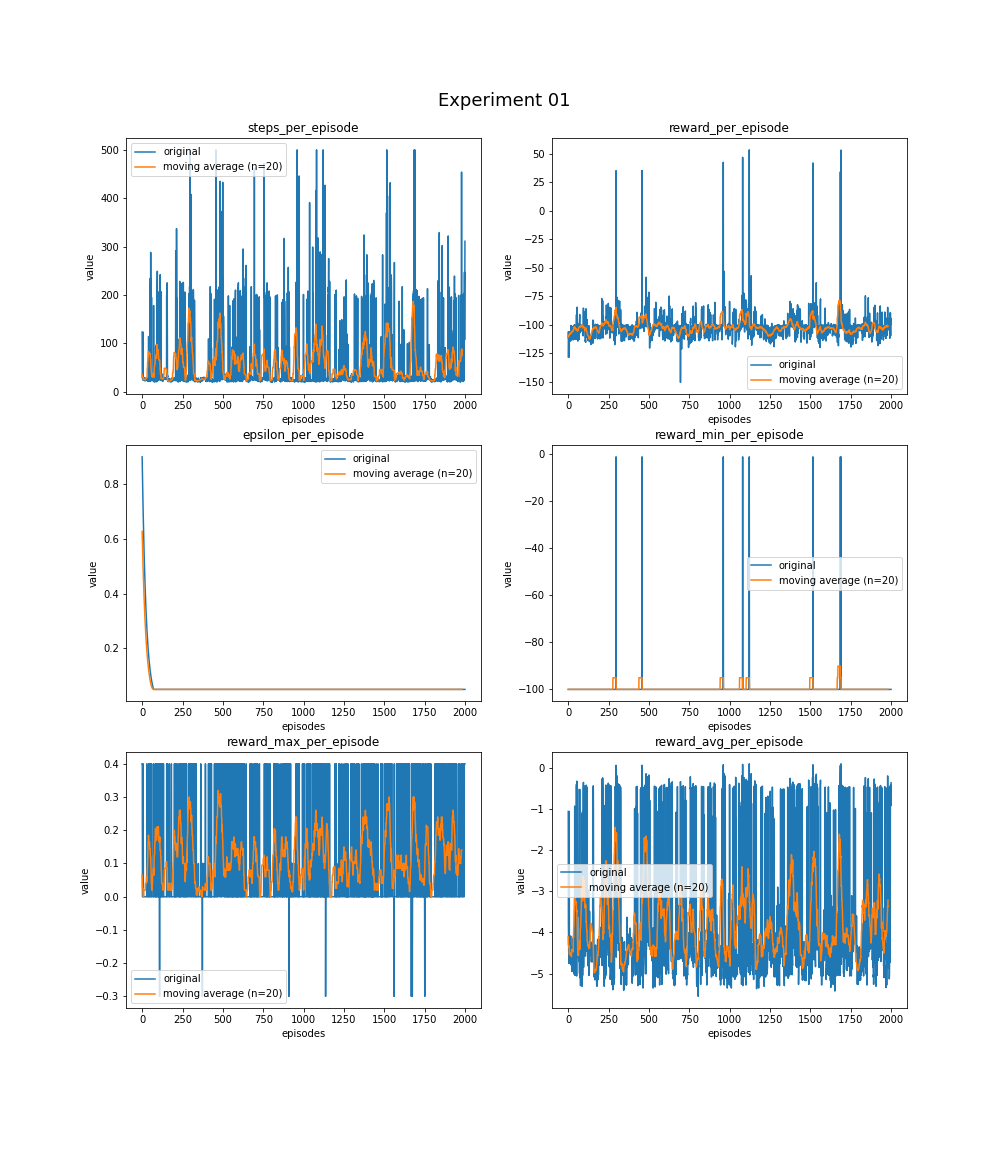 Experiment 01
steps_per_episode
value
500
400
300
200
100
0
original
moving average (n=20)
0 250 500 750 1000 1250 1500 1750 2000
episodes
reward_per_episode
value
50
25
0
−25
−50
−75
−100
−125
−150
original
moving average (n=20)
0 250 500 750 1000 1250 1500 1750 2000
episodes
epsilon_per_episode
value
0.8
0.6
0.4
0.2
original
moving average (n=20)
0 250 500 750 1000 1250 1500 1750 2000
episodes
reward_min_per_episode
value
0
−20
−40
−60
−80
−100
original
moving average (n=20)
0 250 500 750 1000 1250 1500 1750 2000
episodes
reward_max_per_episode
value
0.4
0.3
0.2
0.1
0.0
−0.1
−0.2
−0.3
original
moving average (n=20)
0 250 500 750 1000 1250 1500 1750 2000
episodes
reward_avg_per_episode
value
0
−1
−2
−3
−4
−5
original
moving average (n=20)
0 250 500 750 1000 1250 1500 1750 2000
episodes